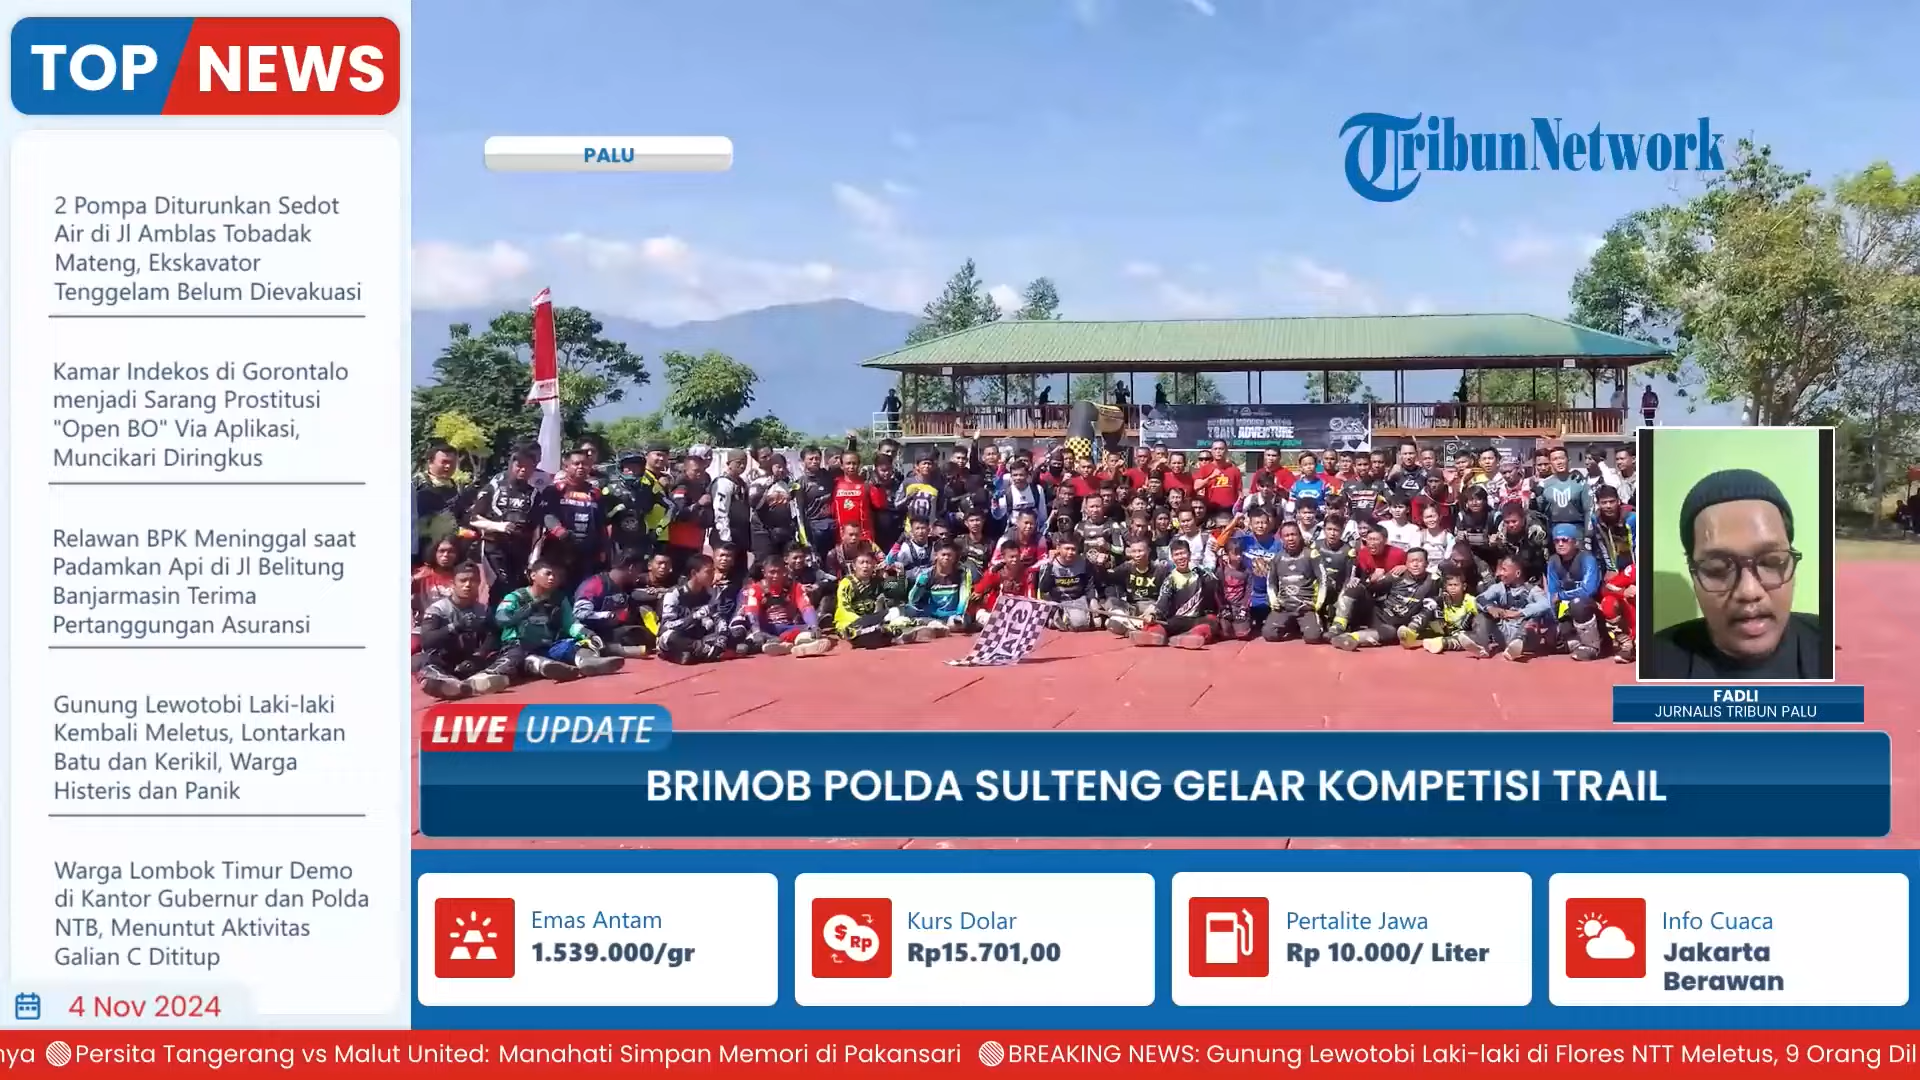 TOP NEWS
2 Pompa Diturunkan Sedot
Air di Jl Amblas Tobadak
Mateng, Ekskavator
Tenggelam Belum Dievakuasi
Kamar Indekos di Gorontalo
menjadi Sarang Prostitusi
"Open BO" Via Aplikasi,
Muncikari Diringkus
Relawan BPK Meninggal saat
Padamkan Api di Jl Belitung
Banjarmasin Terima
Pertanggungan Asuransi
Gunung Lewotobi Laki-laki
Kembali Meletus, Lontarkan
Batu dan Kerikil, Warga
Histeris dan Panik
Warga Lombok Timur Demo
di Kantor Gubernur dan Polda
NTB, Menuntut Aktivitas
Galian C Dititup
4 Nov 2024
PALU
TribunNetwork
TRAIL ADVENTURE
START
FOX
FADLI
JURNALIS TRIBUN PALU
LIVE UPDATE
BRIMOB POLDA SULTENG GELAR KOMPETISI TRAIL
Emas Antam
1.539.000/gr
$ Rp
Kurs Dolar
Rp15.701,00
Pertalite Jawa
Rp 10.000/ Liter
Info Cuaca
Jakarta
Berawan
nya Persita Tangerang vs Malut United: Manahati Simpan Memori di Pakansari BREAKING NEWS: Gunung Lewotobi Laki-laki di Flores NTT Meletus, 9 Orang Dil